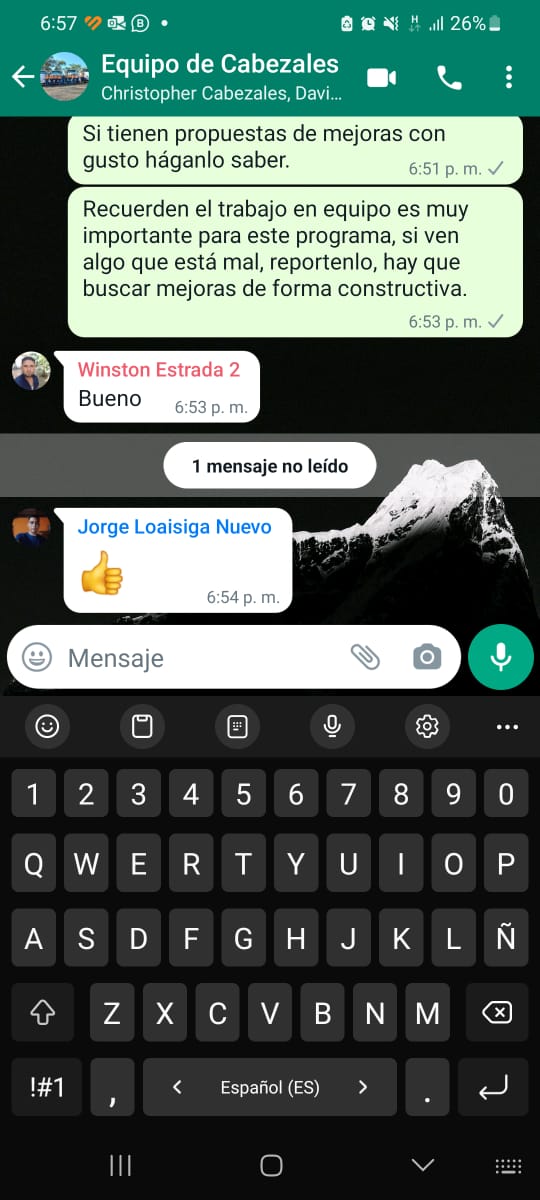 6:57
26%
Equipo de Cabezales
Christopher Cabezales, Davi...
Si tienen propuestas de mejoras con
gusto háganlo saber.
6:51 p. m.
Recuerden el trabajo en equipo es muy
importante para este programa, si ven
algo que está mal, reportenlo, hay que
buscar mejoras de forma constructiva.
6:53 p. m.
Winston Estrada 2
Bueno
6:53 p. m.
1 mensaje no leído
Jorge Loaisiga Nuevo
👍
6:54 p. m.
Mensaje
1 2 3 4 5 6 7 8 9 0
Q W E R T Y U I O P
A S D F G H J K L Ñ
Z X C V B N M
!#1 , < Español (ES) > .